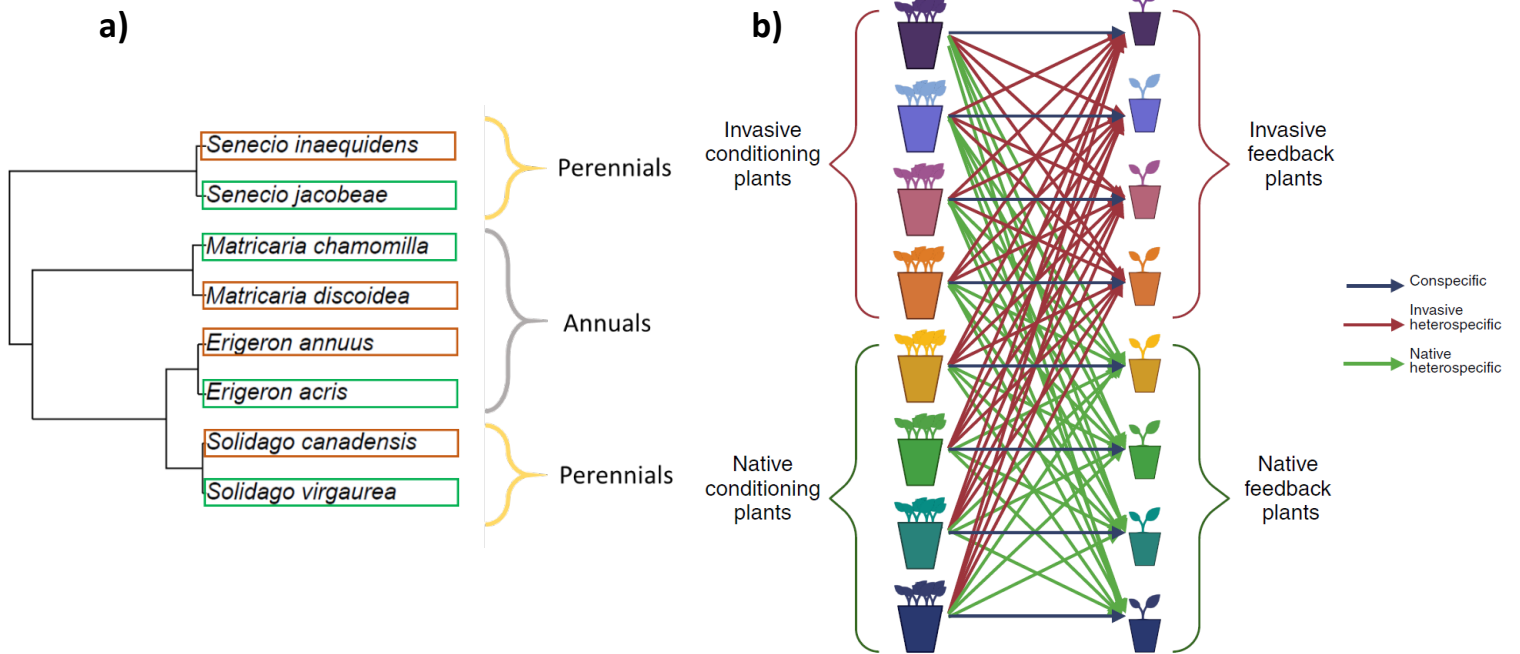 a)
Senecio inaequidens
Senecio jacobeae
Matricaria chamomilla
Matricaria discoidea
Erigeron annuus
Erigeron acris
Solidago canadensis
Solidago virgaurea
Perennials
Annuals
Perennials
b)
Invasive
conditioning
plants
Native
conditioning
plants
Invasive
feedback
plants
Native
feedback
plants
Conspecific
Invasive
heterospecific
Native
heterospecific